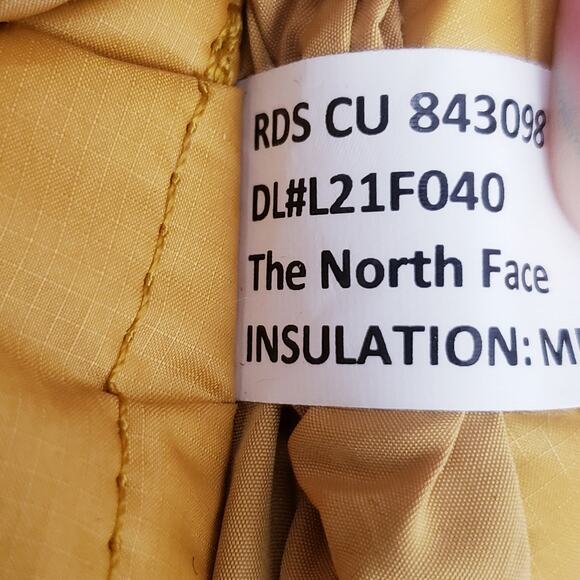 RDS CU 843098
DL#L21F040
The North Face
INSULATION: